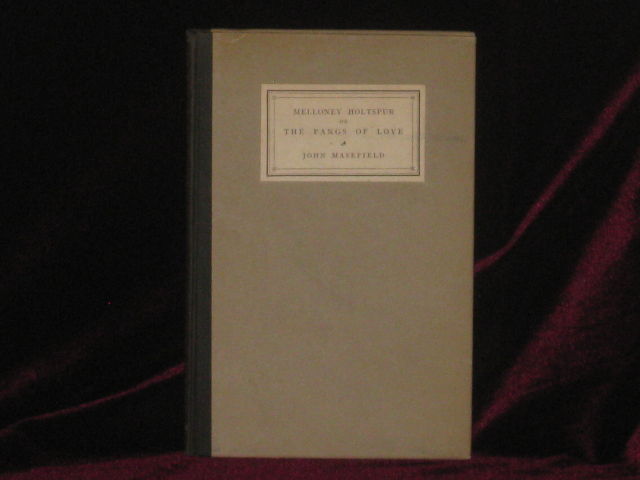 MELLONEY HOLTSPUR
OR
THE PANGS OF LOVE
JOHN MASEFIELD